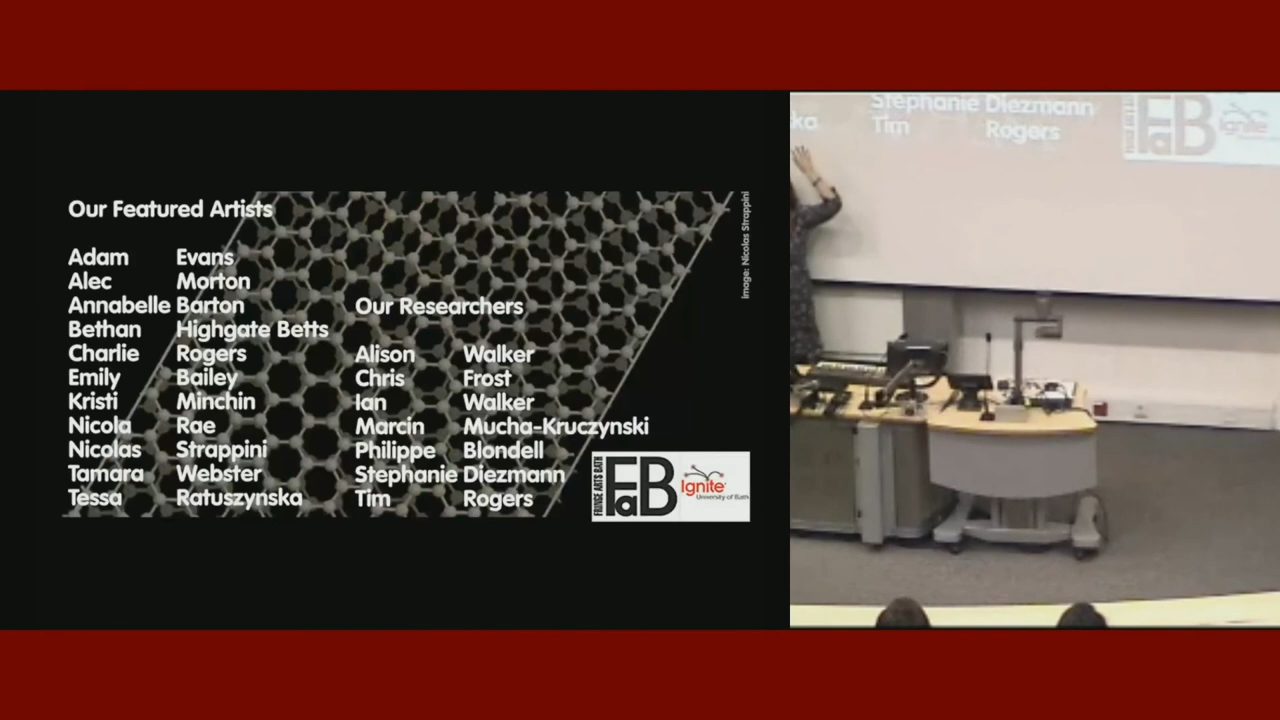 Our Featured Artists
Adam Evans
Alec Morton
Annabelle Barton
Bethan Highgate Betts
Charlie Rogers
Emily Bailey
Kristi Minchin
Nicola Rae
Nicolas Strappini
Tamara Webster
Tessa Ratuszynska
Our Researchers
Alison Walker
Chris Frost
Ian Walker
Marcin Mucha-Kruczynski
Philippe Blondell
Stephanie Diezmann
Tim Rogers
Image: Nicolas Strappini
FRINGE ARTS BATH
FaB
Ignite
University of Bath
Stephanie Diezmann
ska
Tim Rogers
FaB
Ignite